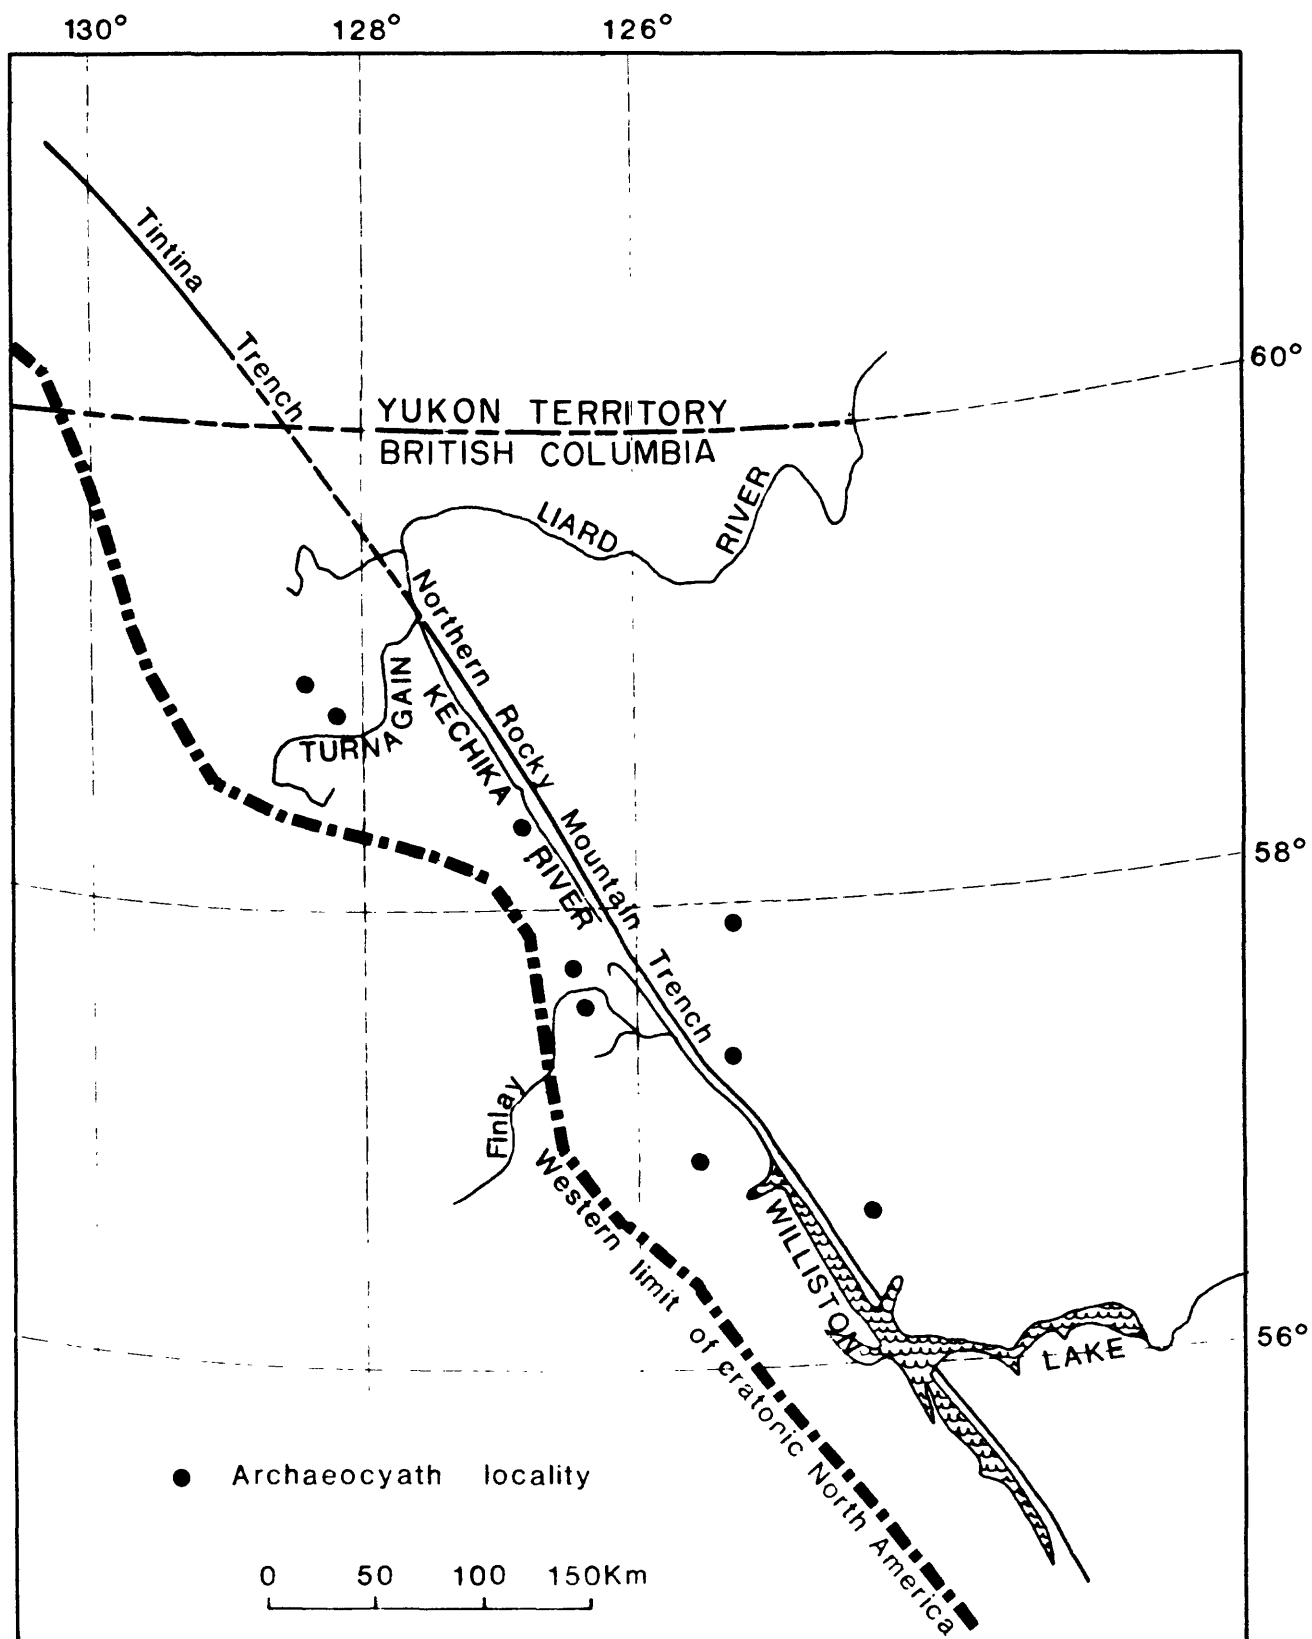 130° 128° 126°
Tintina Trench
60°
YUKON TERRITORY
BRITISH COLUMBIA
LIARD RIVER
Northern Rocky Mountain Trench
TURNAGAIN
KECHIKA RIVER
58°
Finlay
Western limit of cratonic North America
WILLISTON LAKE
56°
Archaeocyath locality
0 50 100 150Km